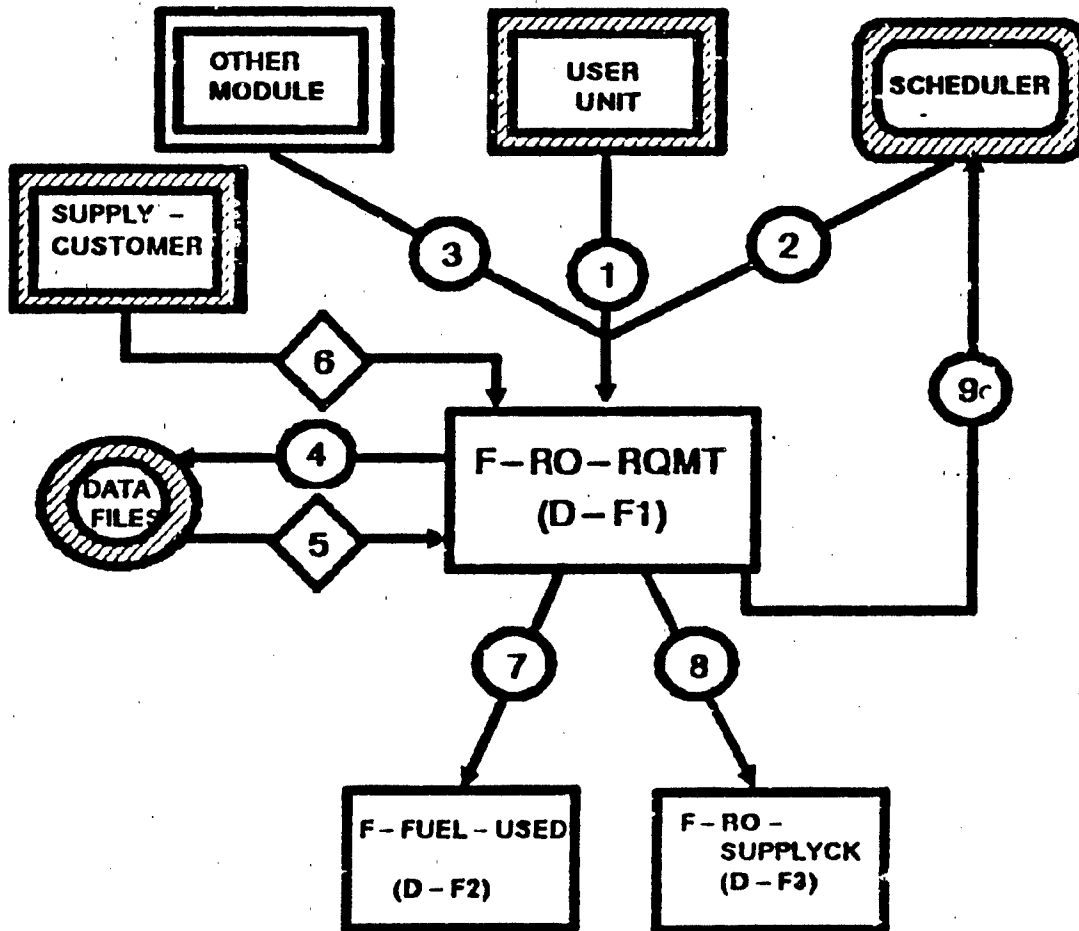 OTHER
MODULE
USER
UNIT
SCHEDULER
SUPPLY –
CUSTOMER
3
1
2
6
9c
4
F–RO–RQMT
(D–F1)
DATA
FILES
5
7
8
F–FUEL–USED
(D–F2)
F–RO–
SUPPLYCK
(D–F3)